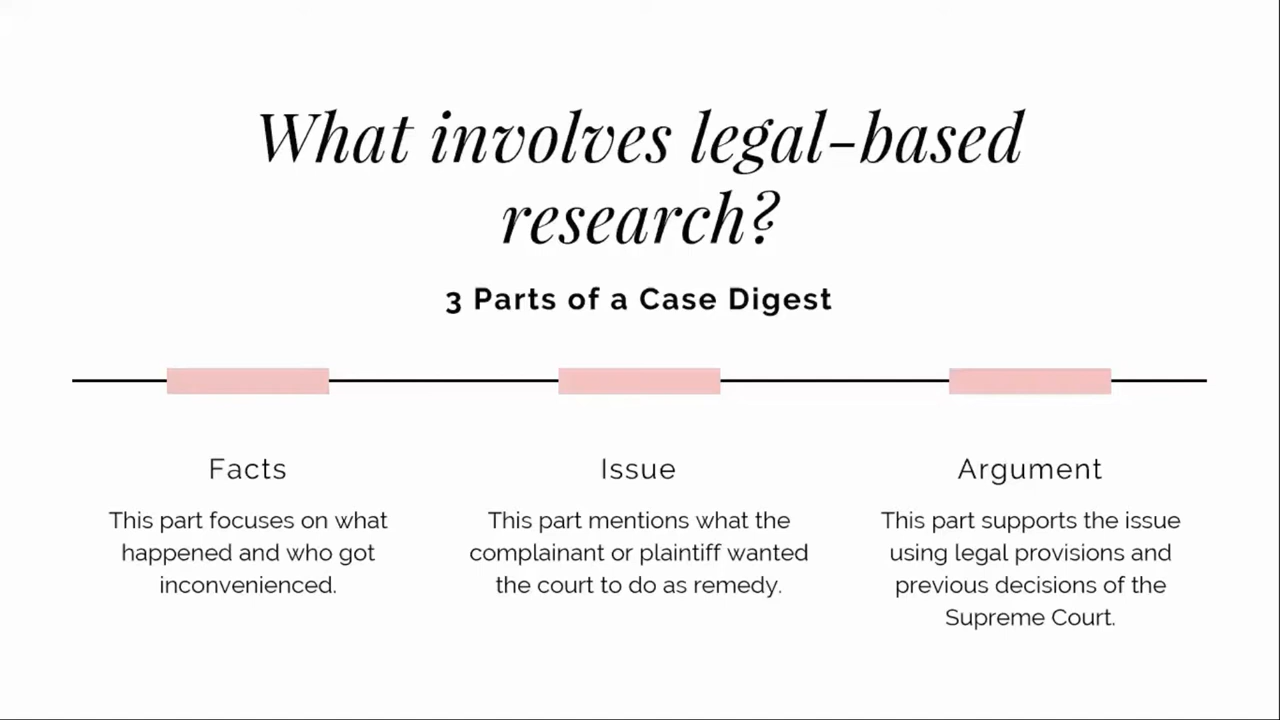 What involves legal-based
research?
3 Parts of a Case Digest
Facts
This part focuses on what
happened and who got
inconvenienced.
Issue
This part mentions what the
complainant or plaintiff wanted
the court to do as remedy.
Argument
This part supports the issue
using legal provisions and
previous decisions of the
Supreme Court.